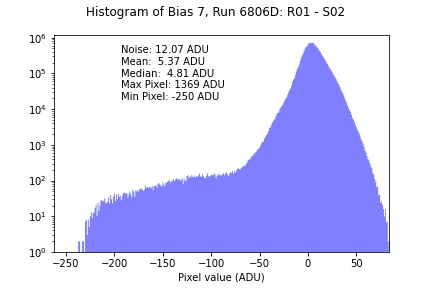 Histogram of Bias 7, Run 6806D: R01 - S02
Noise: 12.07 ADU
Mean:  5.37 ADU
Median:  4.81 ADU
Max Pixel: 1369 ADU
Min Pixel: -250 ADU
10⁶
10⁵
10⁴
10³
10²
10¹
10⁰
−250 −200 −150 −100 −50 0 50
Pixel value (ADU)